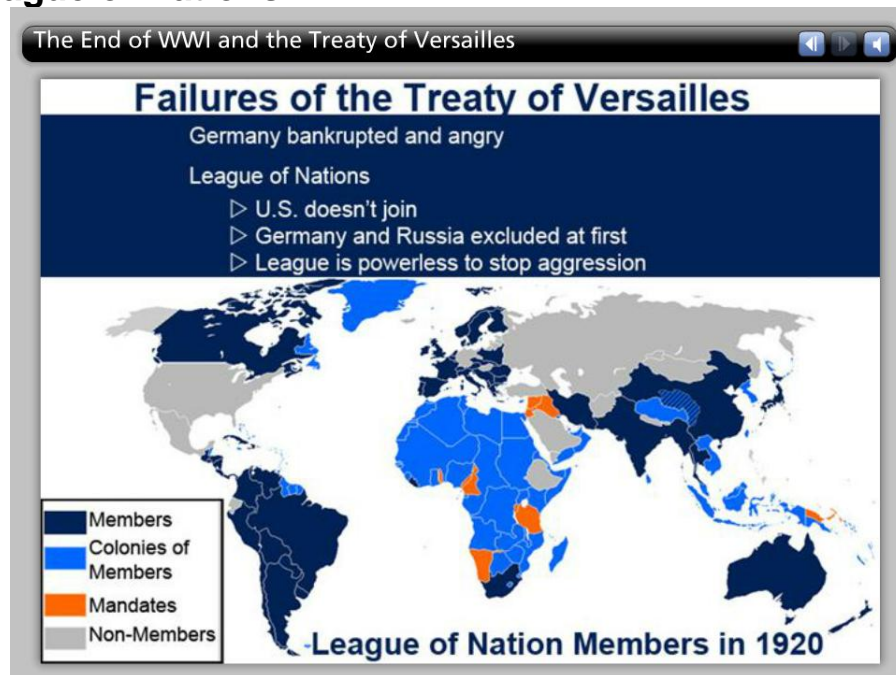 The End of WWI and the Treaty of Versailles
Failures of the Treaty of Versailles
Germany bankrupted and angry
League of Nations
▷ U.S. doesn't join
▷ Germany and Russia excluded at first
▷ League is powerless to stop aggression
Members
Colonies of
Members
Mandates
Non-Members
League of Nation Members in 1920